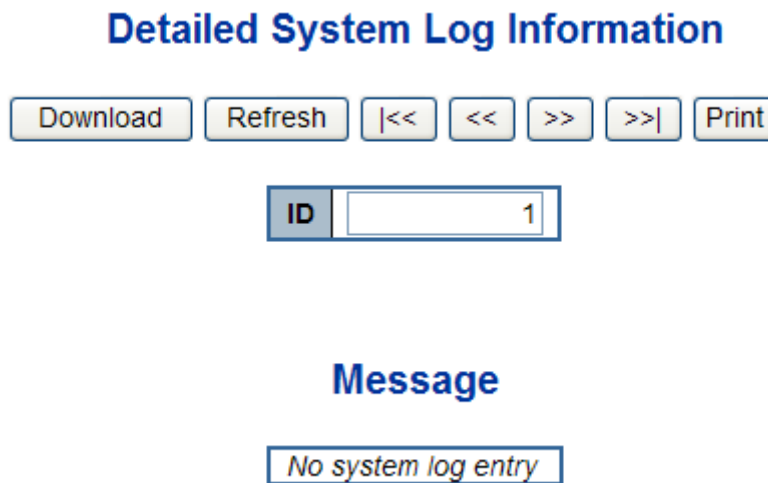 Detailed System Log Information
Download Refresh |<< << >> >>| Print
ID 1
Message
No system log entry